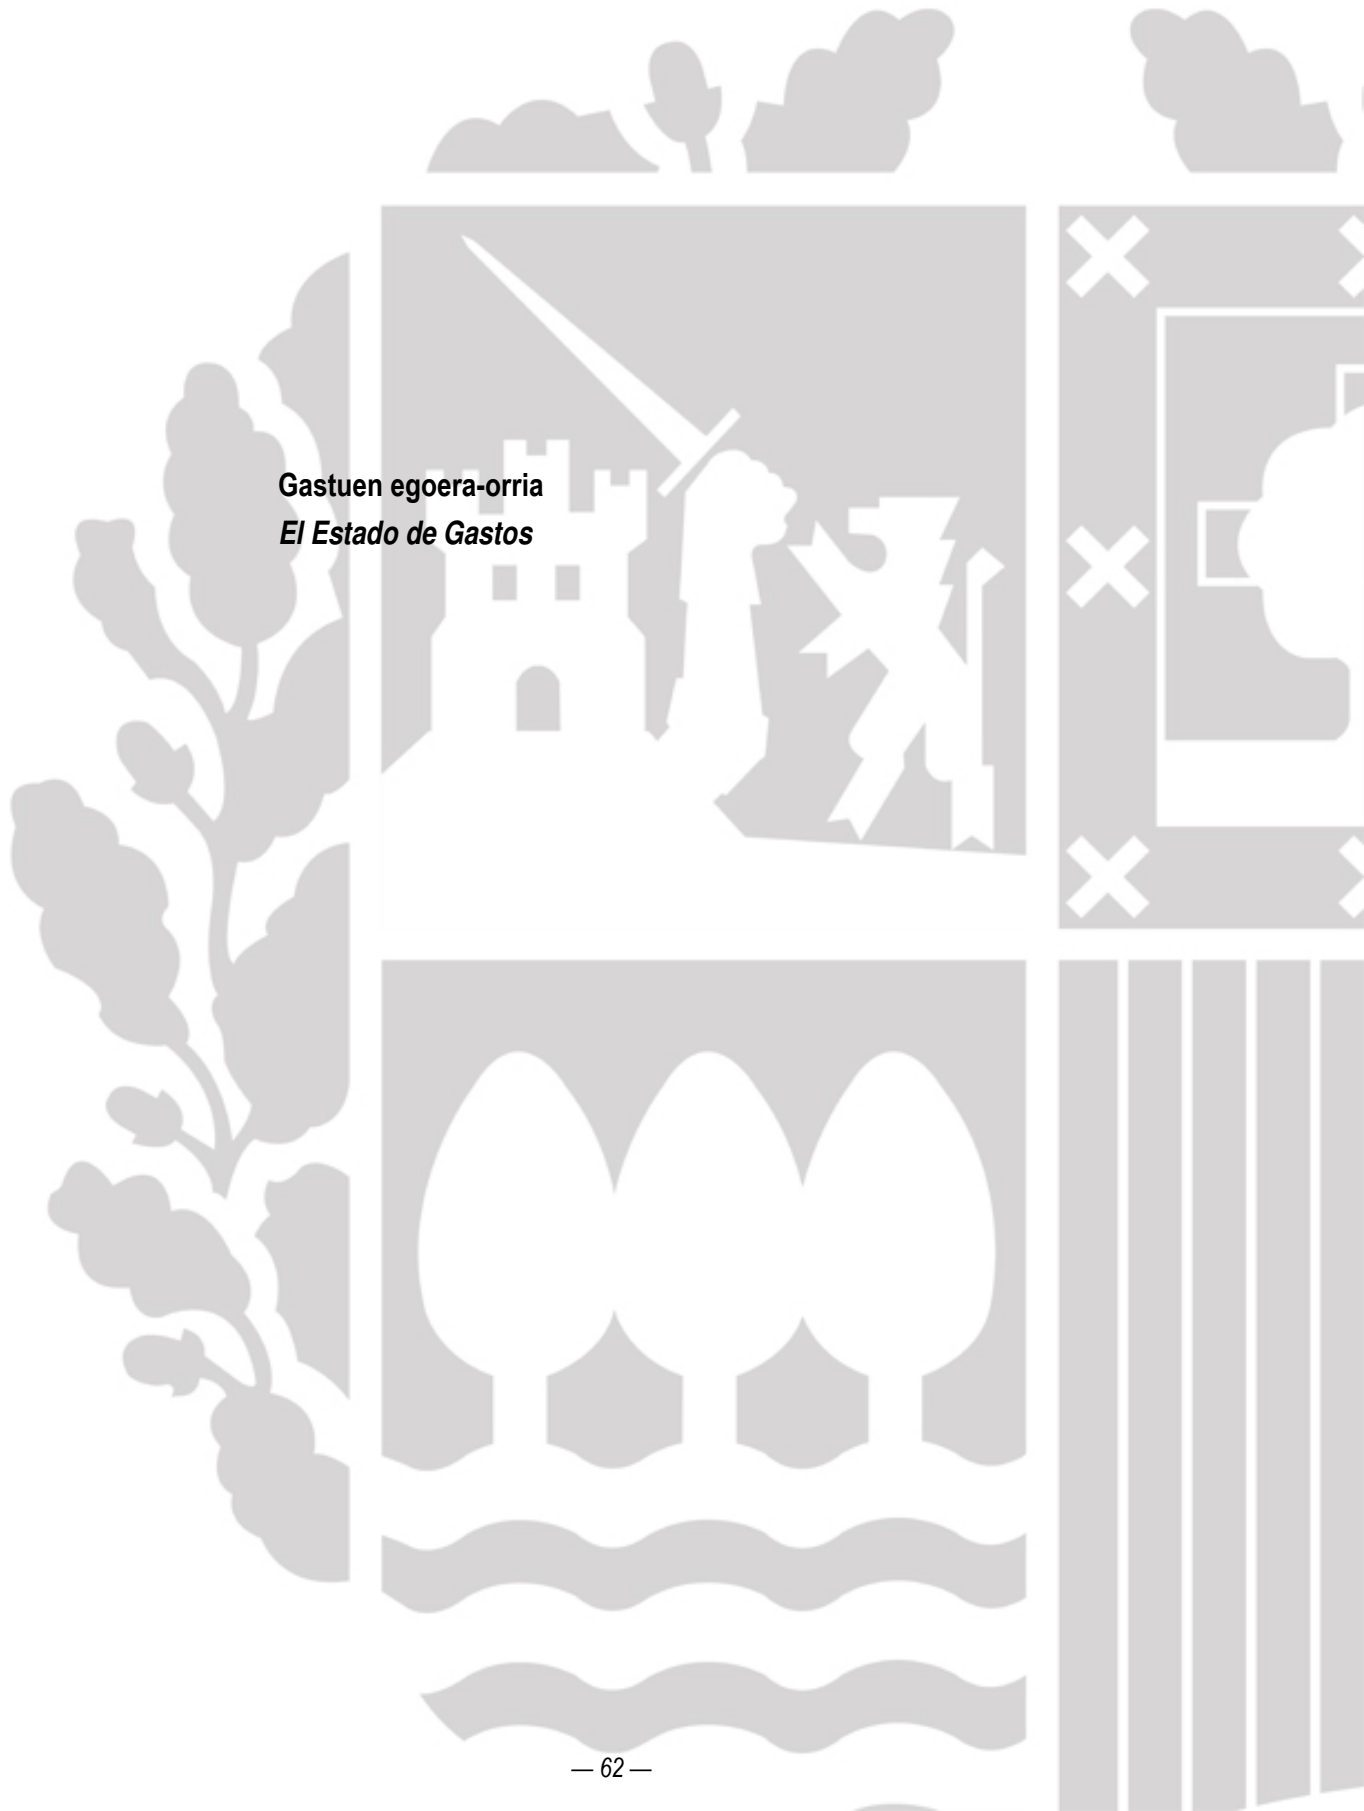 Gastuen egoera-orria
El Estado de Gastos
— 62 —